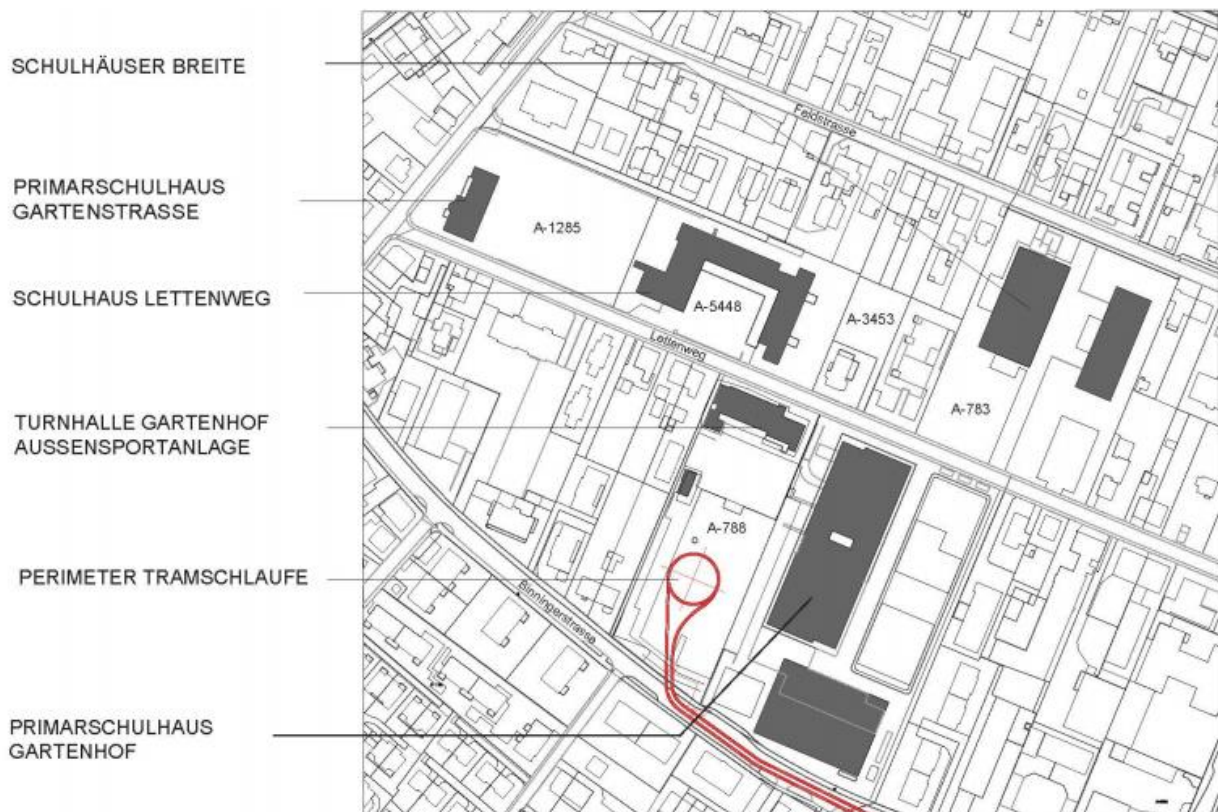 SCHULHÄUSER BREITE
PRIMARSCHULHAUS
GARTENSTRASSE
SCHULHAUS LETTENWEG
TURNHALLE GARTENHOF
AUSSENSPORTANLAGE
PERIMETER TRAMSCHLAUFE
PRIMARSCHULHAUS
GARTENHOF
Feldstrasse
A-1285
A-5448
A-3453
Lettenweg
A-783
A-788
Binningerstrasse